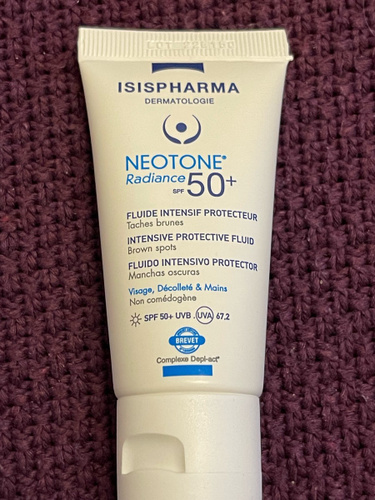 ISISPHARMA
DERMATOLOGIE
NEOTONE®
Radiance SPF 50+
FLUIDE INTENSIF PROTECTEUR
Taches brunes
INTENSIVE PROTECTIVE FLUID
Brown spots
FLUIDO INTENSIVO PROTECTOR
Manchas oscuras
Visage, Décolleté & Mains
Non comédogène
SPF 50+ UVB . UVA 67.2
BREVET
Complexe Depi-act®